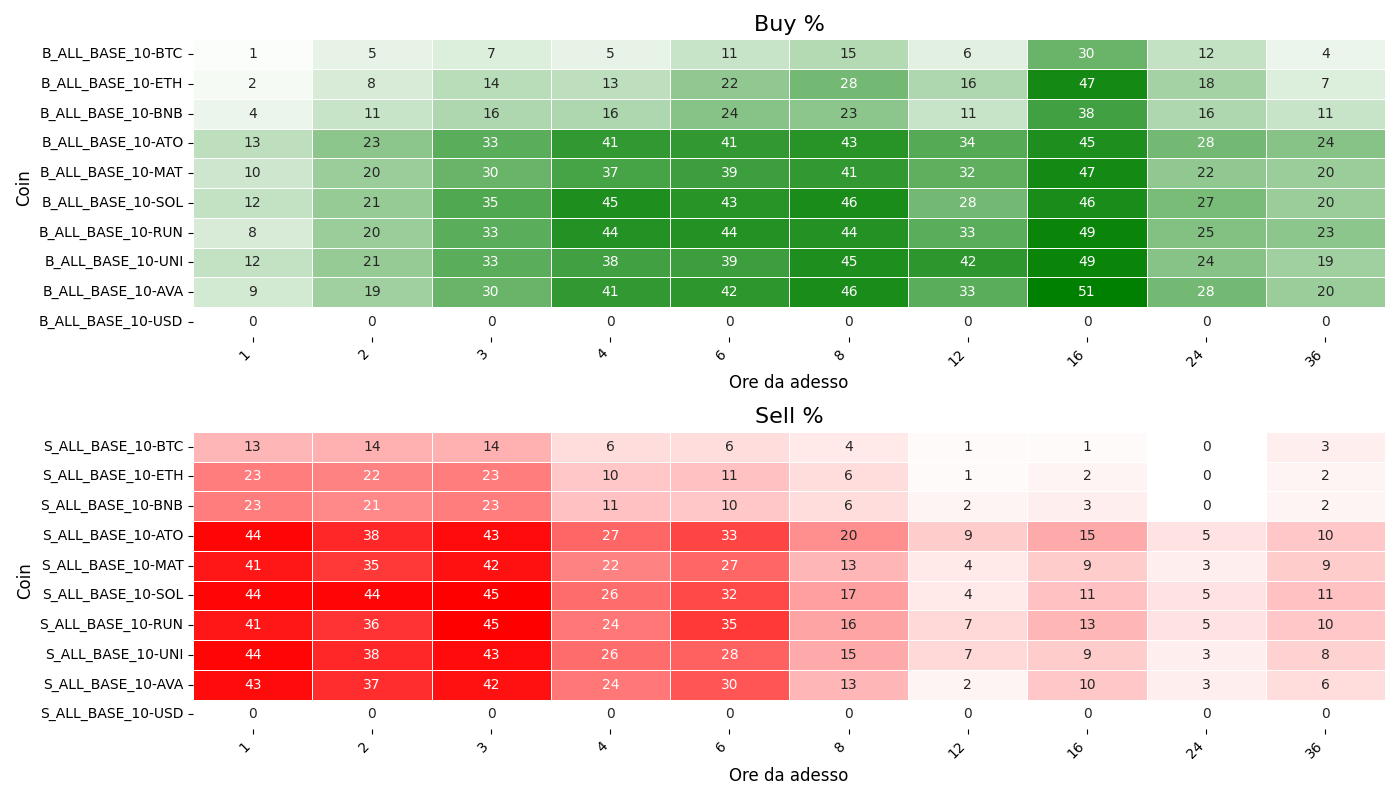 Buy %
Coin
B_ALL_BASE_10-BTC 1 5 7 5 11 15 6 30 12 4
B_ALL_BASE_10-ETH 2 8 14 13 22 28 16 47 18 7
B_ALL_BASE_10-BNB 4 11 16 16 24 23 11 38 16 11
B_ALL_BASE_10-ATO 13 23 33 41 41 43 34 45 28 24
B_ALL_BASE_10-MAT 10 20 30 37 39 41 32 47 22 20
B_ALL_BASE_10-SOL 12 21 35 45 43 46 28 46 27 20
B_ALL_BASE_10-RUN 8 20 33 44 44 44 33 49 25 23
B_ALL_BASE_10-UNI 12 21 33 38 39 45 42 49 24 19
B_ALL_BASE_10-AVA 9 19 30 41 42 46 33 51 28 20
B_ALL_BASE_10-USD 0 0 0 0 0 0 0 0 0 0
1 2 3 4 6 8 12 16 24 36
Ore da adesso
Sell %
Coin
S_ALL_BASE_10-BTC 13 14 14 6 6 4 1 1 0 3
S_ALL_BASE_10-ETH 23 22 23 10 11 6 1 2 0 2
S_ALL_BASE_10-BNB 23 21 23 11 10 6 2 3 0 2
S_ALL_BASE_10-ATO 44 38 43 27 33 20 9 15 5 10
S_ALL_BASE_10-MAT 41 35 42 22 27 13 4 9 3 9
S_ALL_BASE_10-SOL 44 44 45 26 32 17 4 11 5 11
S_ALL_BASE_10-RUN 41 36 45 24 35 16 7 13 5 10
S_ALL_BASE_10-UNI 44 38 43 26 28 15 7 9 3 8
S_ALL_BASE_10-AVA 43 37 42 24 30 13 2 10 3 6
S_ALL_BASE_10-USD 0 0 0 0 0 0 0 0 0 0
1 2 3 4 6 8 12 16 24 36
Ore da adesso